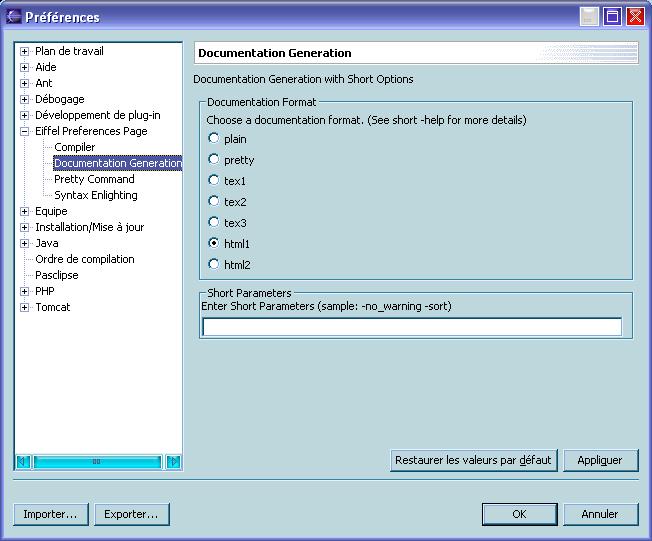 Préférences
Plan de travail
Aide
Ant
Débogage
Développement de plug-in
Eiffel Preferences Page
Compiler
Documentation Generation
Pretty Command
Syntax Enlighting
Equipe
Installation/Mise à jour
Java
Ordre de compilation
Pasclipse
PHP
Tomcat
Documentation Generation
Documentation Generation with Short Options
Documentation Format
Choose a documentation format. (See short -help for more details)
plain
pretty
tex1
tex2
tex3
html1
html2
Short Parameters
Enter Short Parameters (sample: -no_warning -sort)
Restaurer les valeurs par défaut
Appliquer
Importer...
Exporter...
OK
Annuler